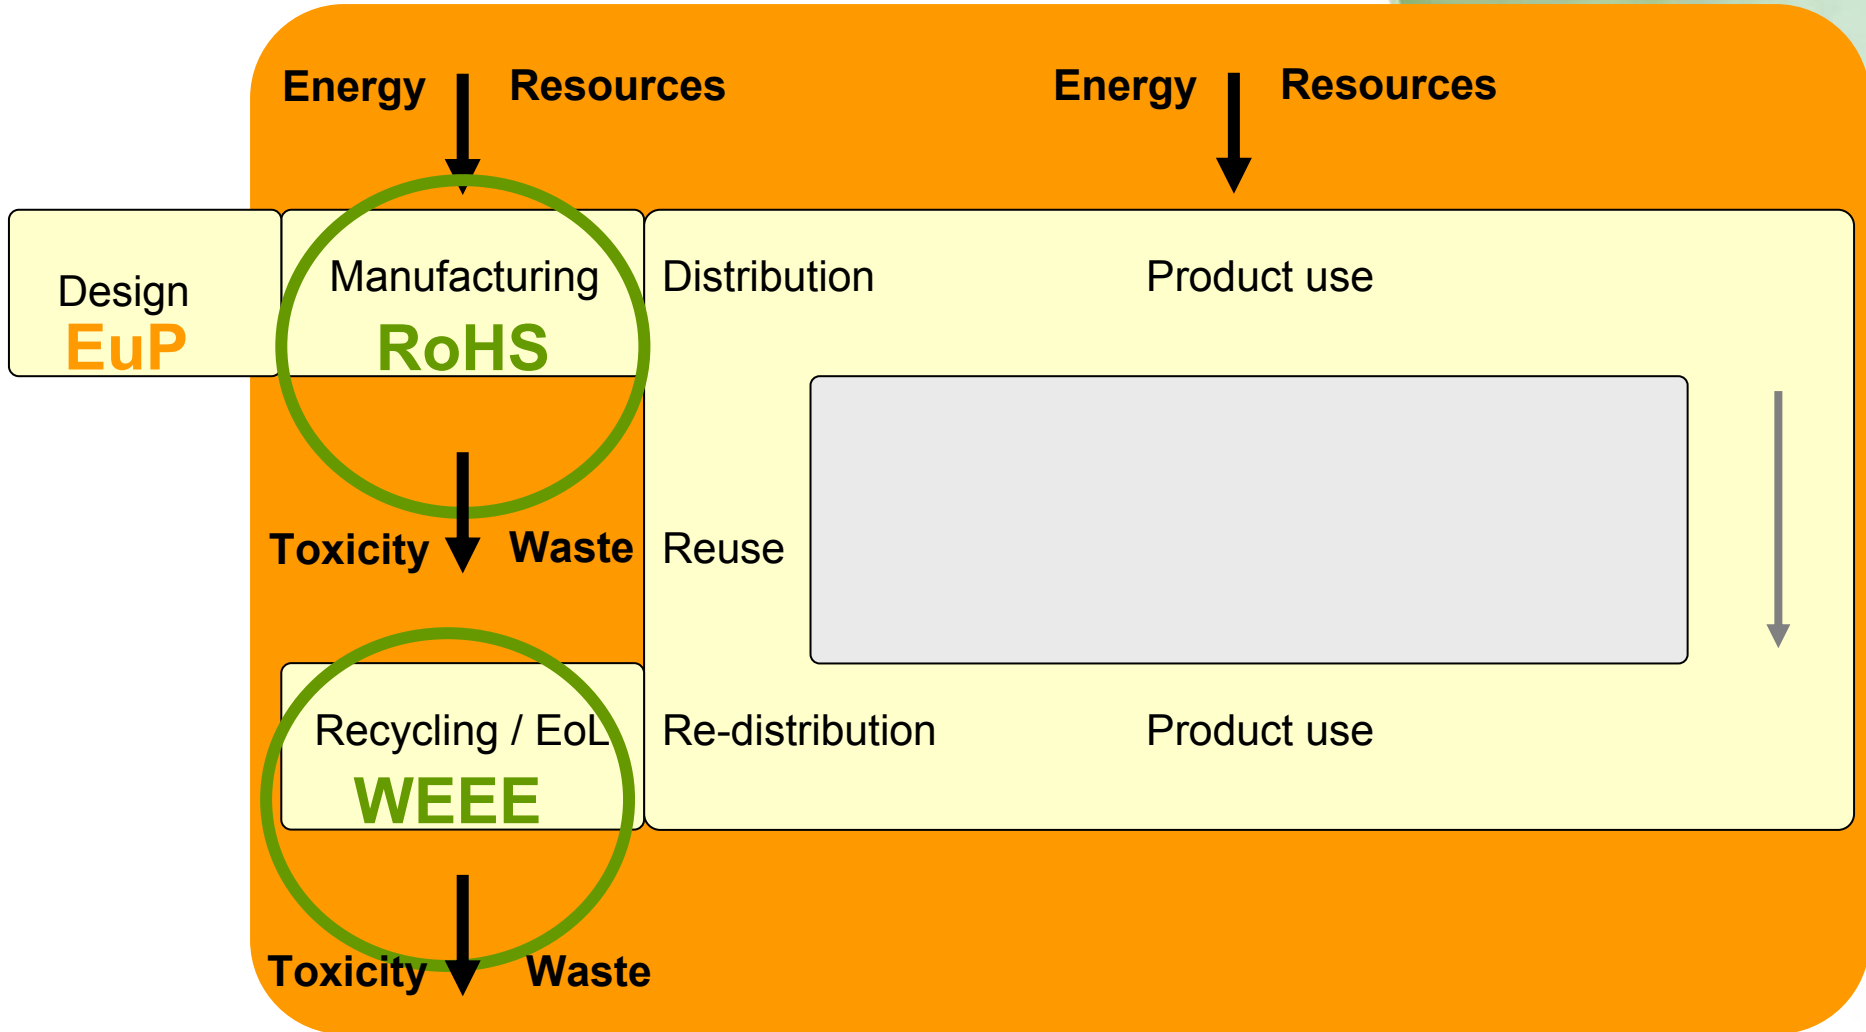 Energy Resources Energy Resources
Design
EuP
Manufacturing
RoHS
Distribution
Product use
Toxicity Waste
Reuse
Recycling / EoL
WEEE
Re-distribution
Product use
Toxicity Waste